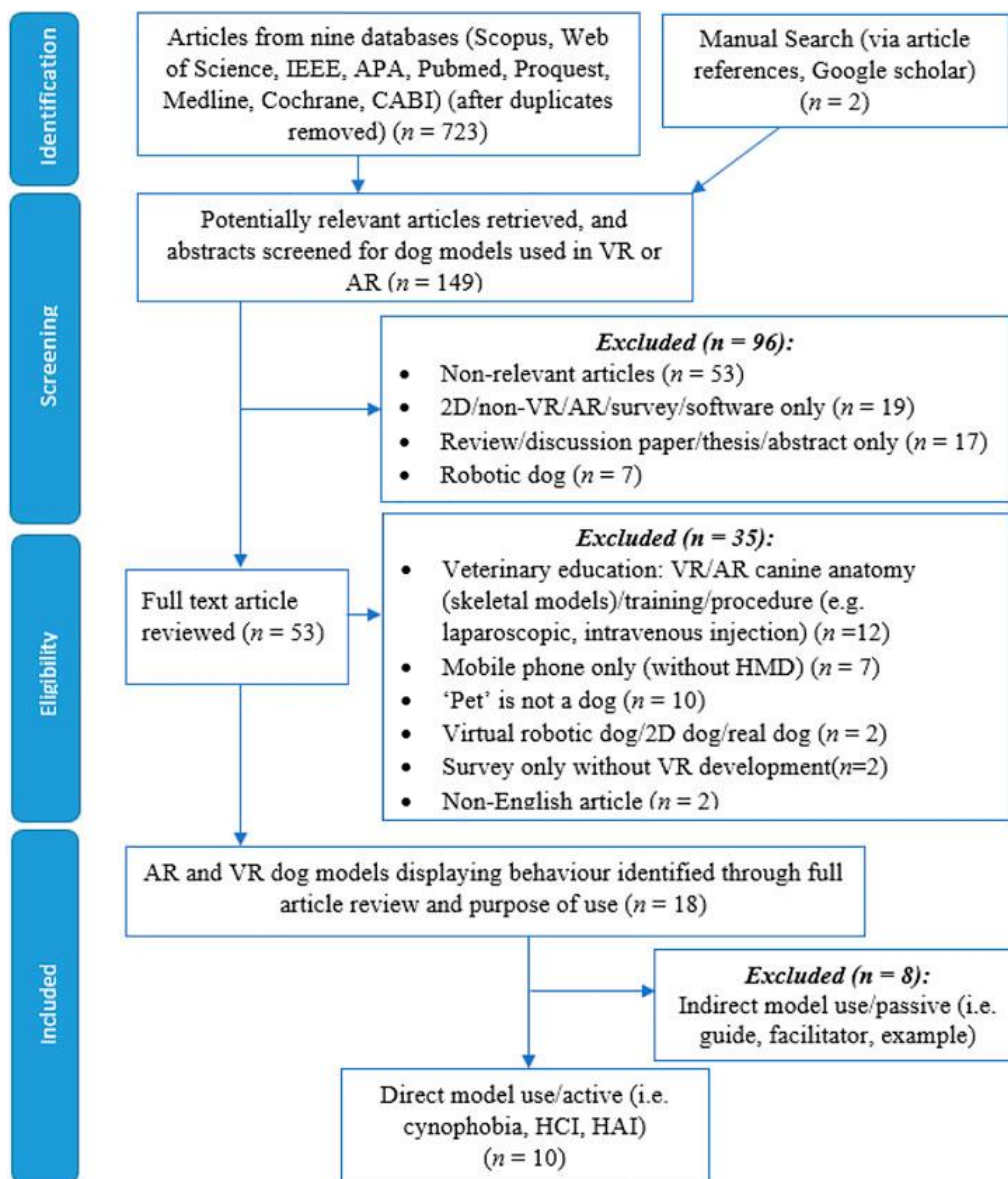 Identification
Articles from nine databases (Scopus, Web
of Science, IEEE, APA, Pubmed, Proquest,
Medline, Cochrane, CABI) (after duplicates
removed) (n = 723)
Manual Search (via article
references, Google scholar)
(n = 2)
Screening
Potentially relevant articles retrieved, and
abstracts screened for dog models used in VR or
AR (n = 149)
Excluded (n = 96):
• Non-relevant articles (n = 53)
• 2D/non-VR/AR/survey/software only (n = 19)
• Review/discussion paper/thesis/abstract only (n = 17)
• Robotic dog (n = 7)
Eligibility
Full text article
reviewed (n = 53)
Excluded (n = 35):
• Veterinary education: VR/AR canine anatomy
(skeletal models)/training/procedure (e.g.
laparoscopic, intravenous injection) (n =12)
• Mobile phone only (without HMD) (n = 7)
• ‘Pet’ is not a dog (n = 10)
• Virtual robotic dog/2D dog/real dog (n = 2)
• Survey only without VR development(n=2)
• Non-English article (n = 2)
Included
AR and VR dog models displaying behaviour identified through full
article review and purpose of use (n = 18)
Excluded (n = 8):
Indirect model use/passive (i.e.
guide, facilitator, example)
Direct model use/active (i.e.
cynophobia, HCI, HAI)
(n = 10)